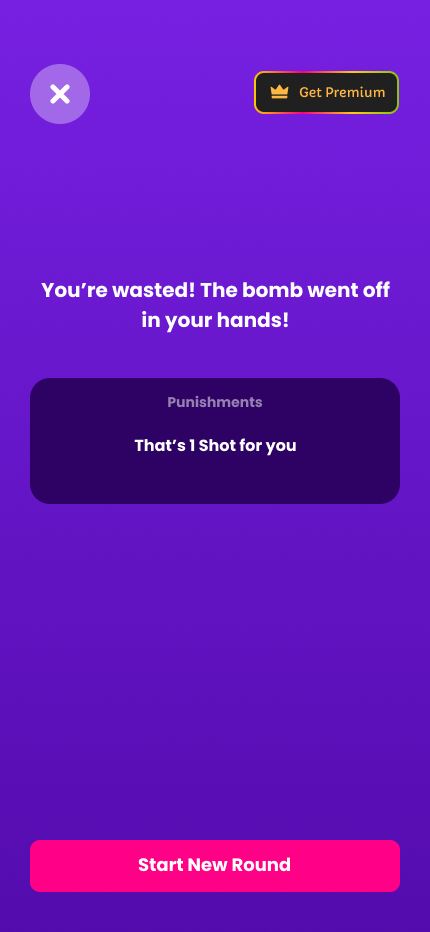 Get Premium
You’re wasted! The bomb went off
in your hands!
Punishments
That’s 1 Shot for you
Start New Round